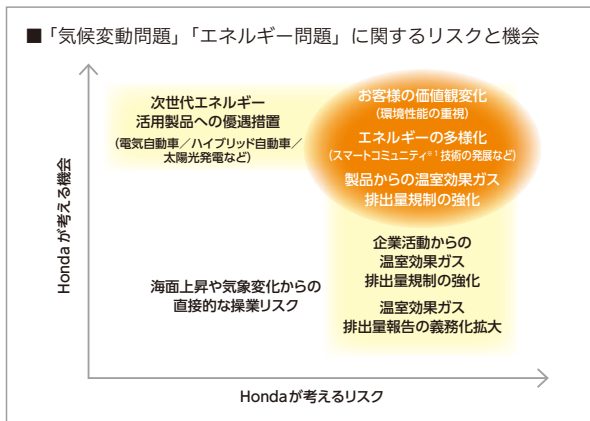 ■「気候変動問題」「エネルギー問題」に関するリスクと機会
次世代エネルギー
活用製品への優遇措置
(電気自動車／ハイブリッド自動車／
太陽光発電など)
お客様の価値観変化
(環境性能の重視)
エネルギーの多様化
(スマートコミュニティ※1技術の発展など)
製品からの温室効果ガス
排出量規制の強化
企業活動からの
温室効果ガス
排出量規制の強化
温室効果ガス
排出量報告の義務化拡大
海面上昇や気象変化からの
直接的な操業リスク
Hondaが考える機会
Hondaが考えるリスク